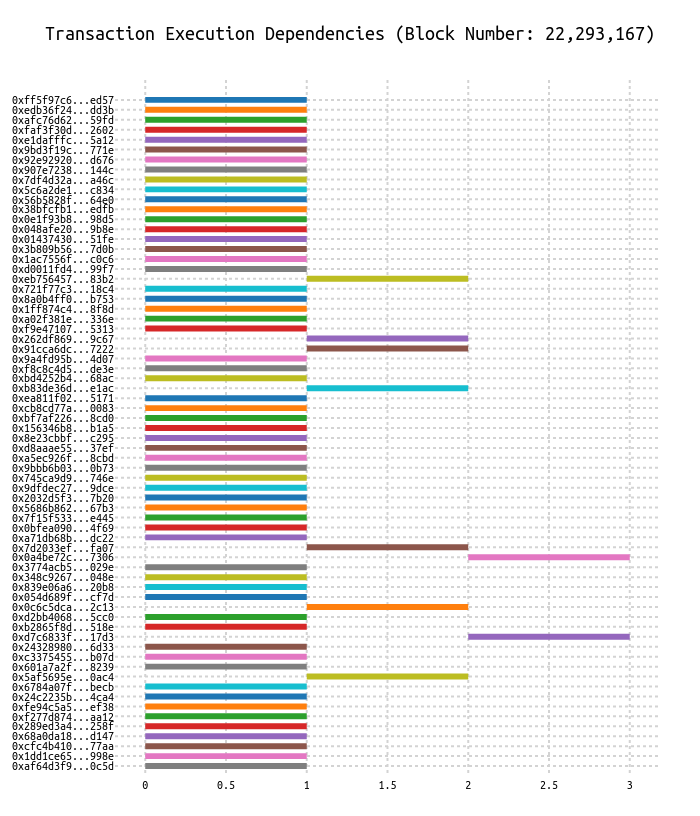 Transaction Execution Dependencies (Block Number: 22,293,167)
0xff5f97c6...ed57
0xedb36f24...dd3b
0xafc76d62...59fd
0xfaf3f30d...2602
0xe1dafffc...5a12
0x9bd3f19c...771e
0x92e92920...d676
0x907e7238...144c
0x7df4d32a...a46c
0x5c6a2de1...c834
0x56b5828f...64e0
0x38bfcfb1...edfb
0x0e1f93b8...98d5
0x048afe20...9b8e
0x01437430...51fe
0x3b809b56...7d0b
0x1ac7556f...c0c6
0xd0011fd4...99f7
0xeb756457...83b2
0x721f77c3...18c4
0x8a0b4ff0...b753
0x1ff874c4...8f8d
0xa02f381e...336e
0xf9e47107...5313
0x262df869...9c67
0x91cca6dc...7222
0x9a4fd95b...4d07
0xf8c8c4d5...de3e
0xbd4252b4...68ac
0xb83de36d...e1ac
0xea811f02...5171
0xcb8cd77a...0083
0xbf7af226...8cd0
0x156346b8...b1a5
0x8e23cbbf...c295
0xd8aaae55...37ef
0xa5ec926f...8cbd
0x9bbb6b03...0b73
0x745ca9d9...746e
0x9dfdec27...9dce
0x2032d5f3...7b20
0x5686b862...67b3
0x7f15f533...e445
0x0bfea090...4f69
0xa71db68b...dc22
0x7d2033ef...fa07
0x0a4be72c...7306
0x3774acb5...029e
0x348c9267...048e
0x839e06a6...20b8
0x054d689f...cf7d
0x0c6c5dca...2c13
0xd2bb4068...5cc0
0xb2865f8d...518e
0xd7c6833f...17d3
0x24328980...6d33
0xc3375455...b07d
0x601a7a2f...8239
0x5af5695e...0ac4
0x6784a07f...becb
0x24c2235b...4ca4
0xfe94c5a5...ef38
0xf277d874...aa12
0x289ed3a4...258f
0x68a0da18...d147
0xcfc4b410...77aa
0x1dd1ce65...998e
0xaf64d3f9...0c5d
0 0.5 1 1.5 2 2.5 3